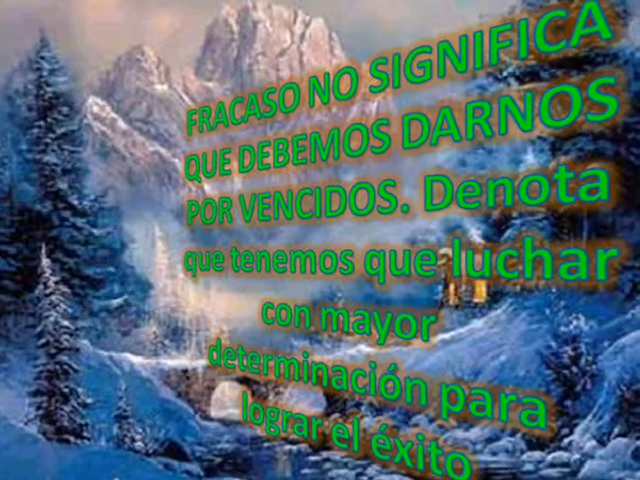 FRACASO NO SIGNIFICA
QUE DEBEMOS DARNOS
POR VENCIDOS. Denota
que tenemos que luchar
con mayor
determinación para
lograr el éxito